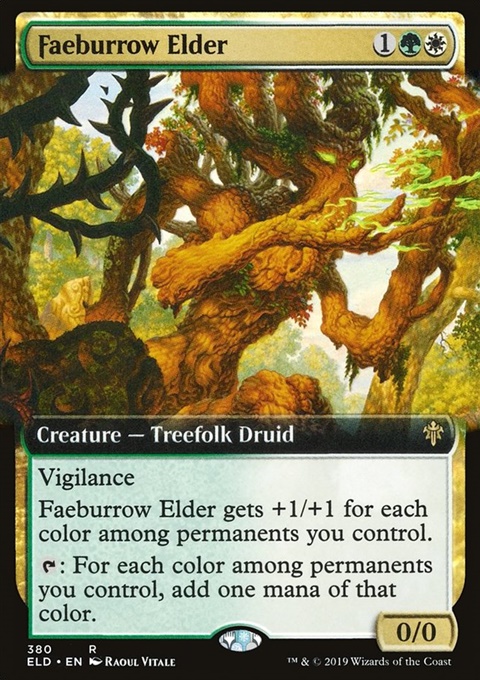 Faeburrow Elder 1
Creature — Treefolk Druid
Vigilance
Faeburrow Elder gets +1/+1 for each
color among permanents you control.
: For each color among permanents
you control, add one mana of that
color.
0/0
380 R
ELD • EN Raoul Vitale
™ & © 2019 Wizards of the Coast